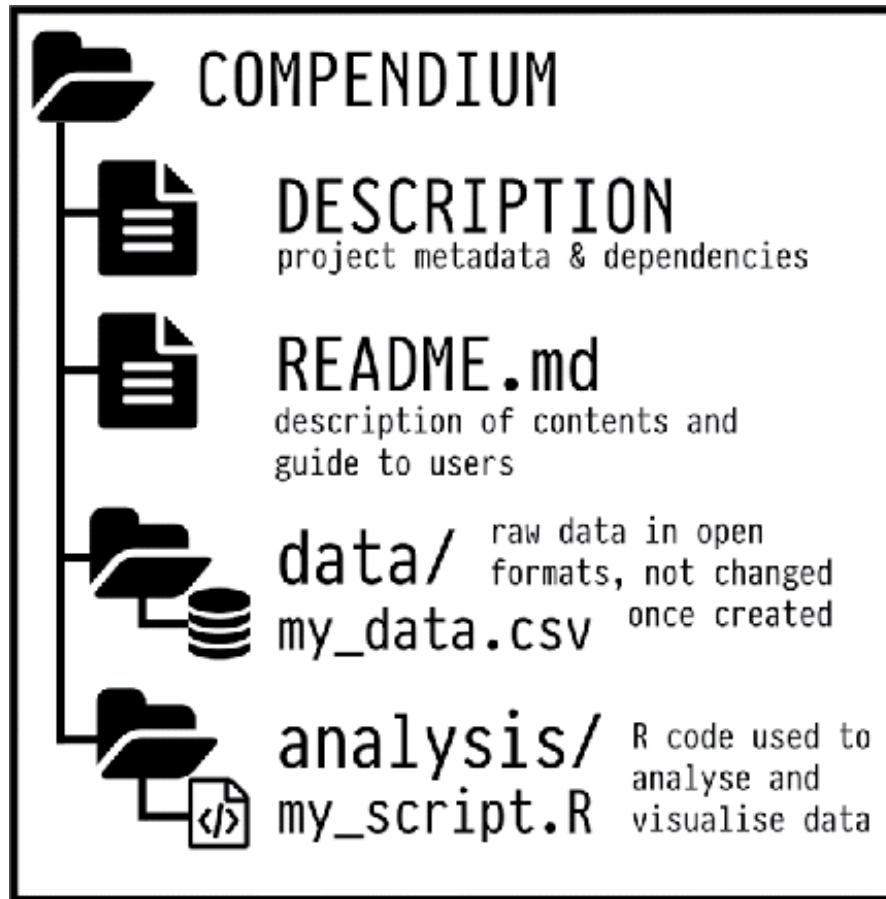 COMPENDIUM
DESCRIPTION
project metadata & dependencies
README.md
description of contents and
guide to users
data/
my_data.csv
raw data in open
formats, not changed
once created
analysis/
my_script.R
R code used to
analyse and
visualise data